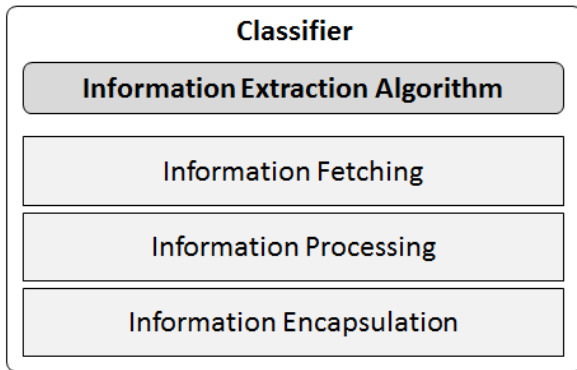 Classifier
Information Extraction Algorithm
Information Fetching
Information Processing
Information Encapsulation